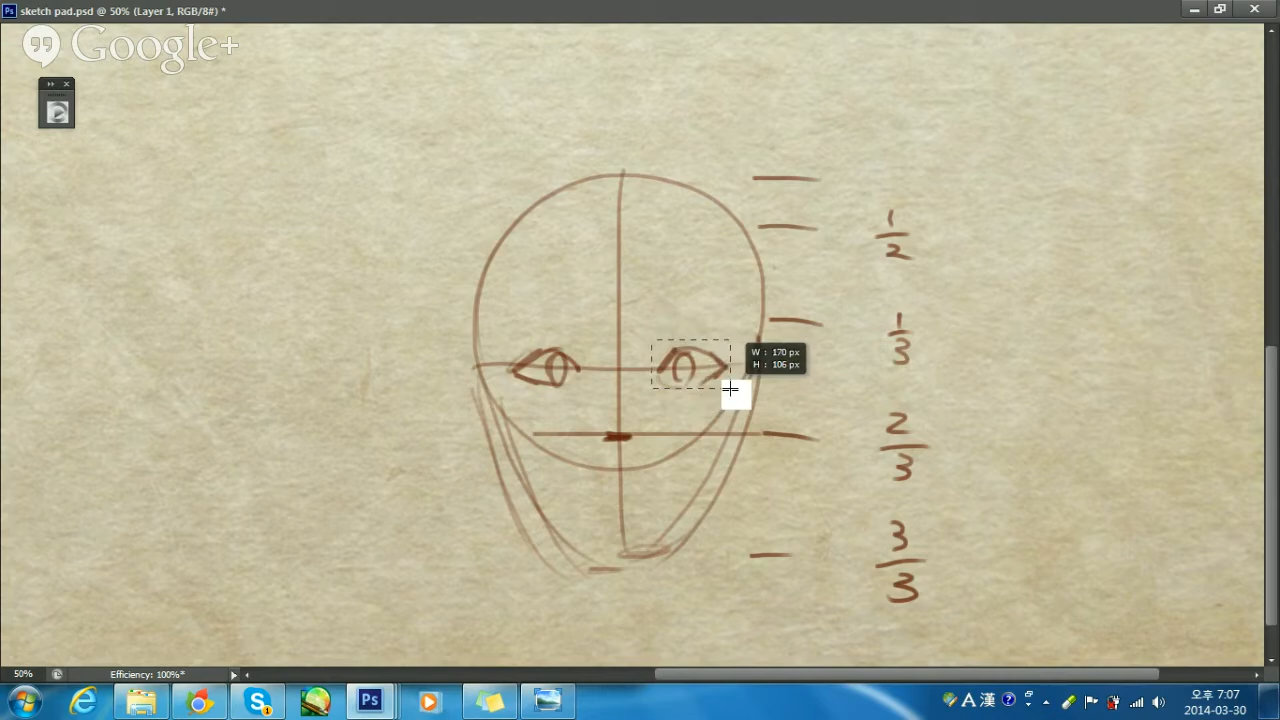 sketch pad.psd @ 50% (Layer 1, RGB/8#) *
Google+
1
2
1
3
W : 170 px
H : 106 px
2
3
3
3
50%
Efficiency: 100%*
A 漢
오후 7:07
2014-03-30